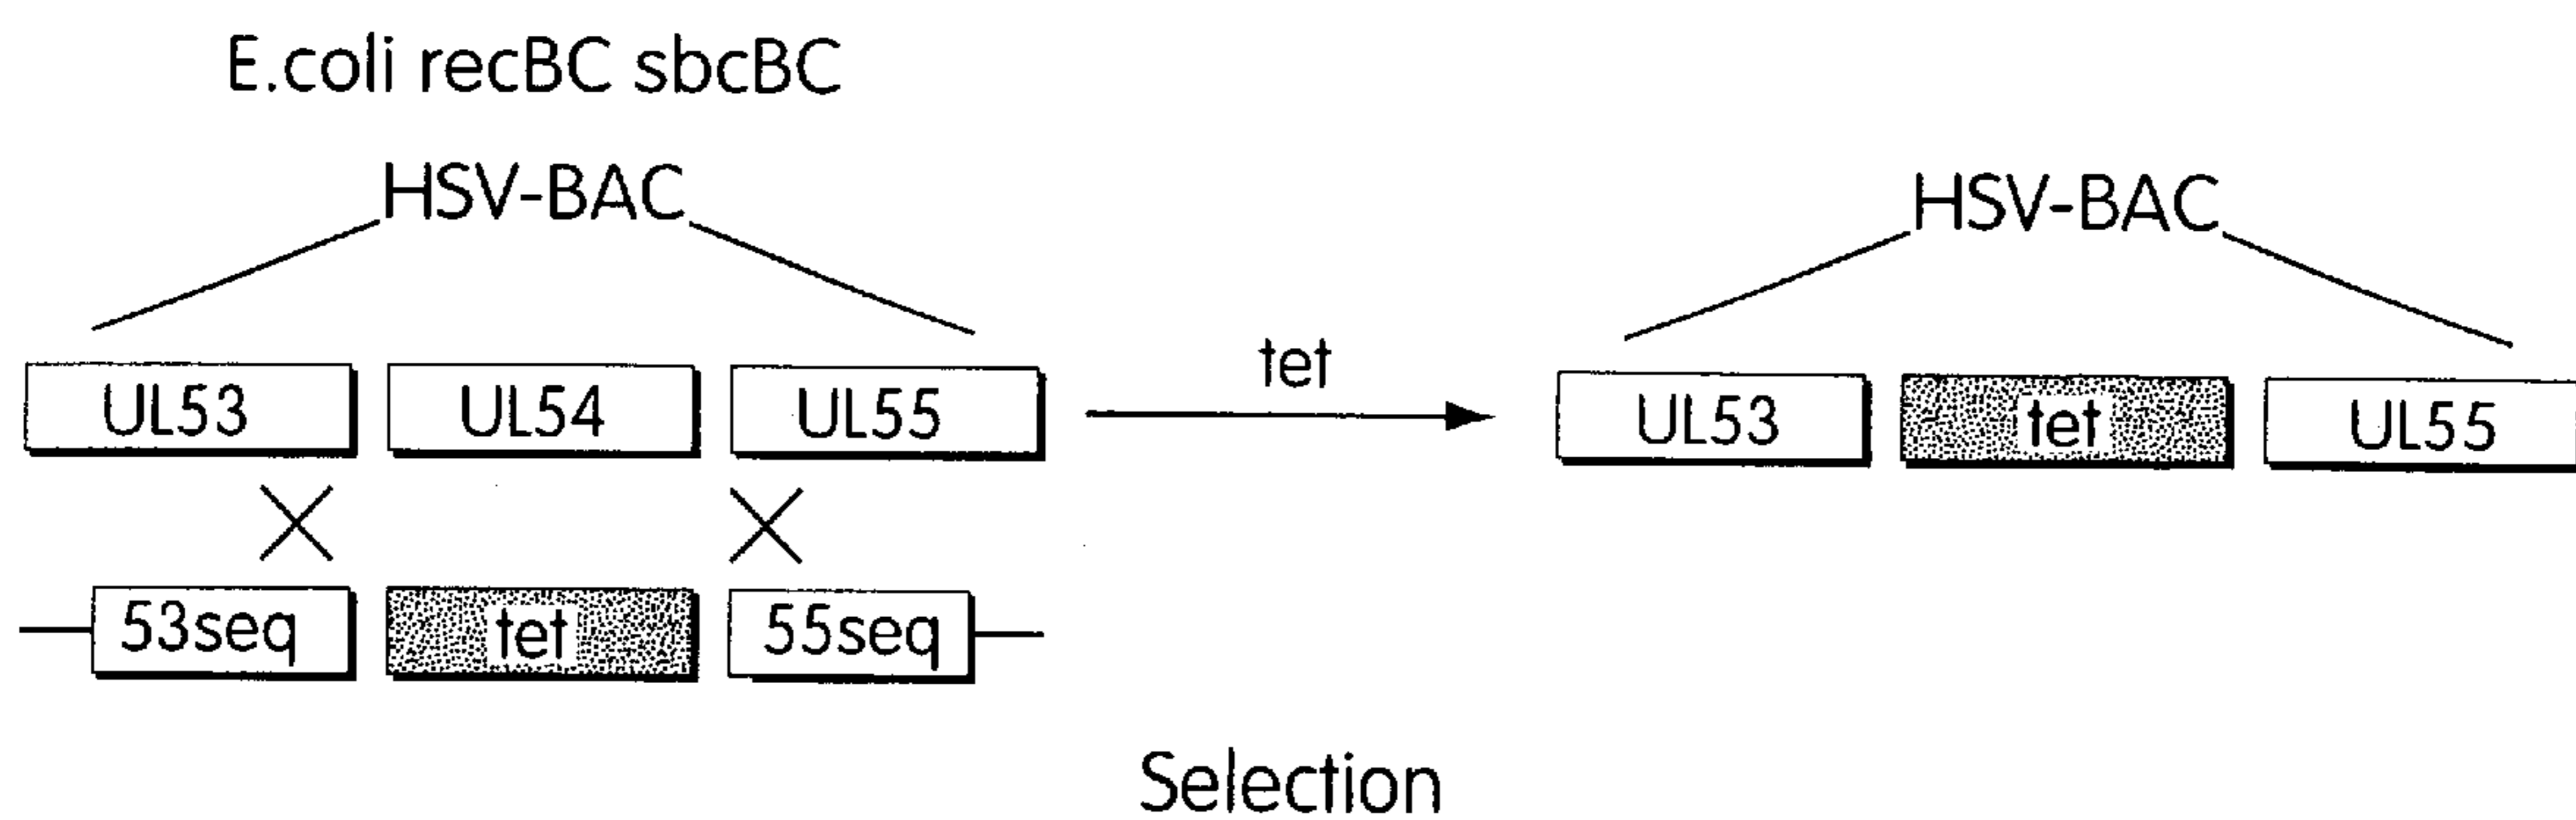 E.coli recBC sbcBC
HSV-BAC HSV-BAC
tet
UL53 UL54 UL55 UL53 tet UL55
53seq tet 55seq
Selection